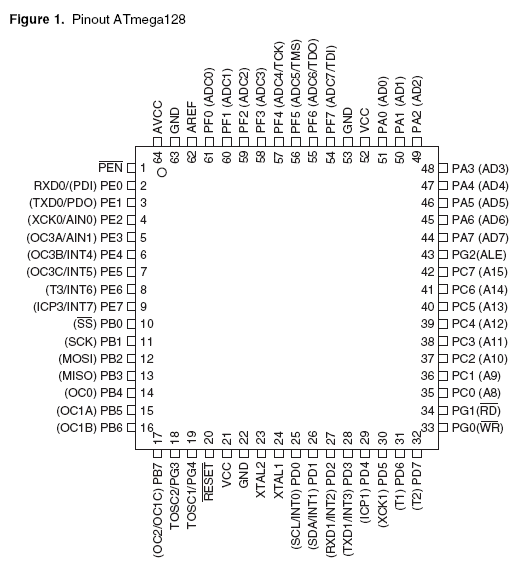 Figure 1. Pinout ATmega128
64 AVCC
63 GND
62 AREF
61 PF0 (ADC0)
60 PF1 (ADC1)
59 PF2 (ADC2)
58 PF3 (ADC3)
57 PF4 (ADC4/TCK)
56 PF5 (ADC5/TMS)
55 PF6 (ADC6/TDO)
54 PF7 (ADC7/TDI)
53 GND
52 VCC
51 PA0 (AD0)
50 PA1 (AD1)
49 PA2 (AD2)
PEN 1
RXD0/(PDI) PE0 2
(TXD0/PDO) PE1 3
(XCK0/AIN0) PE2 4
(OC3A/AIN1) PE3 5
(OC3B/INT4) PE4 6
(OC3C/INT5) PE5 7
(T3/INT6) PE6 8
(ICP3/INT7) PE7 9
(SS) PB0 10
(SCK) PB1 11
(MOSI) PB2 12
(MISO) PB3 13
(OC0) PB4 14
(OC1A) PB5 15
(OC1B) PB6 16
48 PA3 (AD3)
47 PA4 (AD4)
46 PA5 (AD5)
45 PA6 (AD6)
44 PA7 (AD7)
43 PG2(ALE)
42 PC7 (A15)
41 PC6 (A14)
40 PC5 (A13)
39 PC4 (A12)
38 PC3 (A11)
37 PC2 (A10)
36 PC1 (A9)
35 PC0 (A8)
34 PG1(RD)
33 PG0(WR)
(OC2/OC1C) PB7 17
TOSC2/PG3 18
TOSC1/PG4 19
RESET 20
VCC 21
GND 22
XTAL2 23
XTAL1 24
(SCL/INT0) PD0 25
(SDA/INT1) PD1 26
(RXD1/INT2) PD2 27
(TXD1/INT3) PD3 28
(ICP1) PD4 29
(XCK1) PD5 30
(T1) PD6 31
(T2) PD7 32